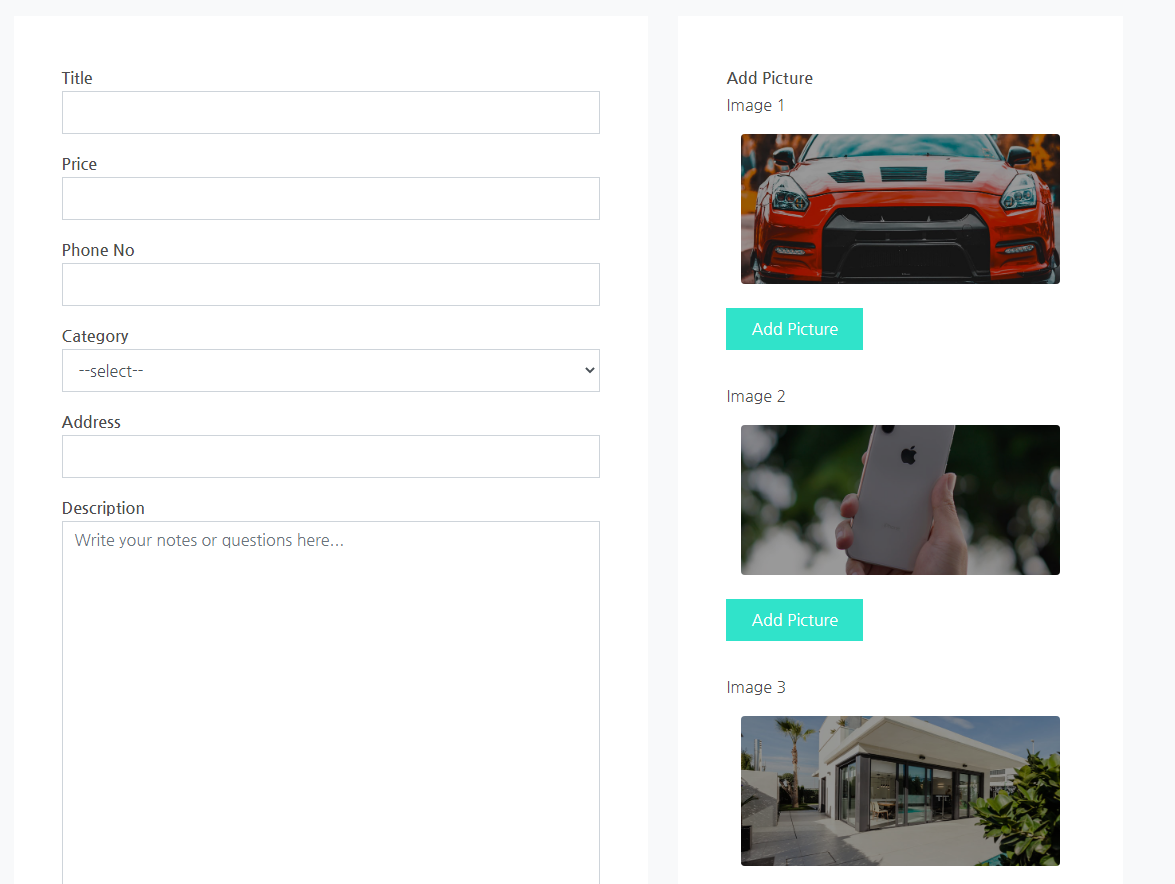 Title
Price
Phone No
Category
--select--
Address
Description
Write your notes or questions here...
Add Picture
Image 1
Add Picture
Image 2
Add Picture
Image 3